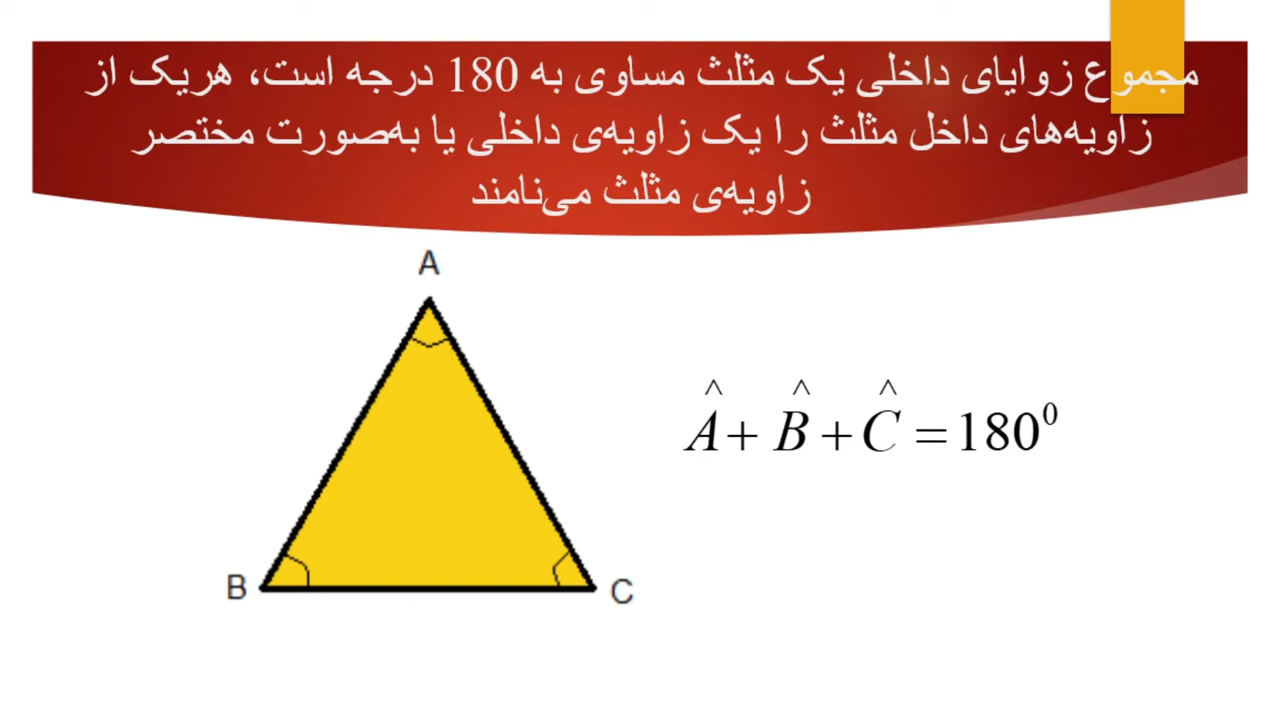 مجموع زوایای داخلی یک مثلث مساوی به 180 درجه است، هریک از
زاویه‌های داخل مثلث را یک زاویه‌ی داخلی یا به‌صورت مختصر
زاویه‌ی مثلث می‌نامند
A
Â + B̂ + Ĉ = 180⁰
B
C